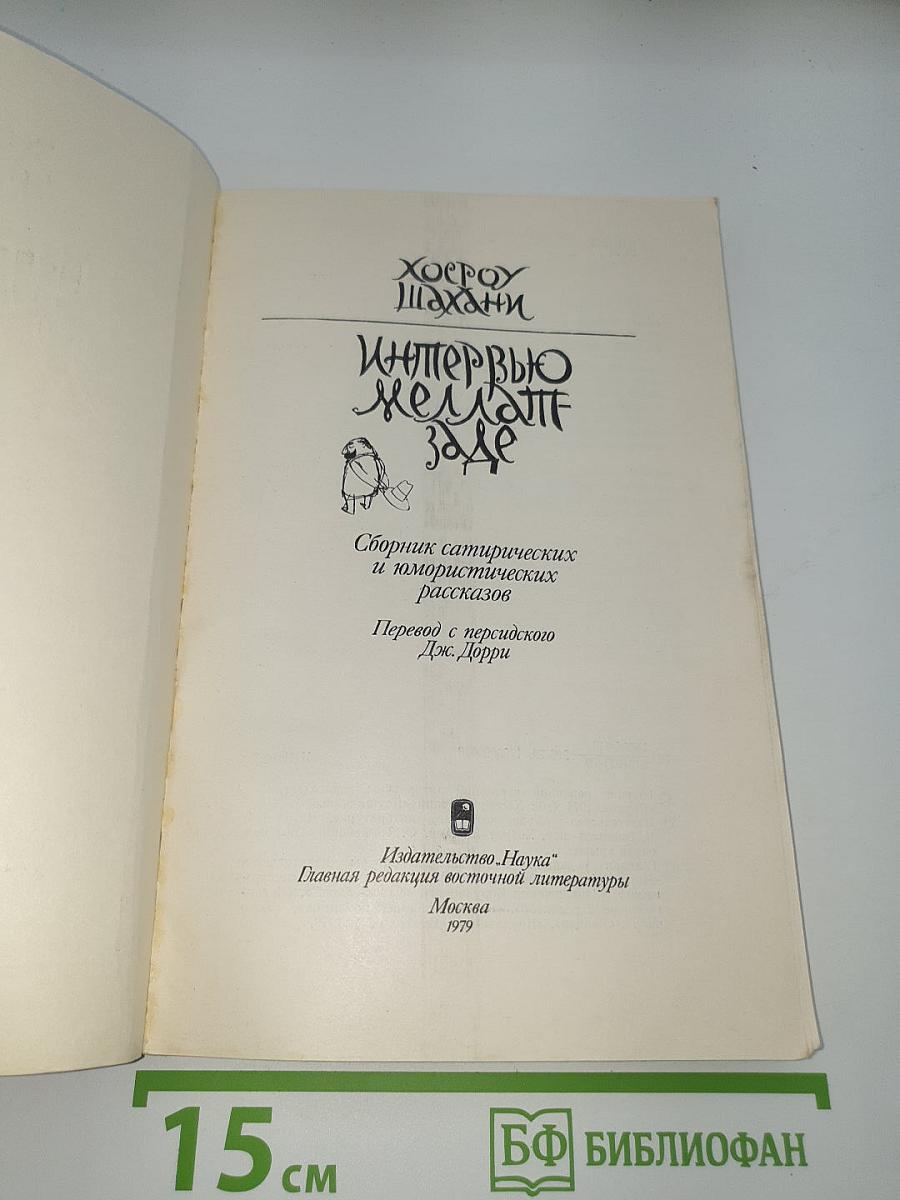 Хосроу
Шахани
Интервью
Меллат-
заде
Сборник сатирических
и юмористических
рассказов
Перевод с персидского
Дж. Дорри
Издательство „Наука“
Главная редакция восточной литературы
Москва
1979
15 см
БФ БИБЛИОФАН